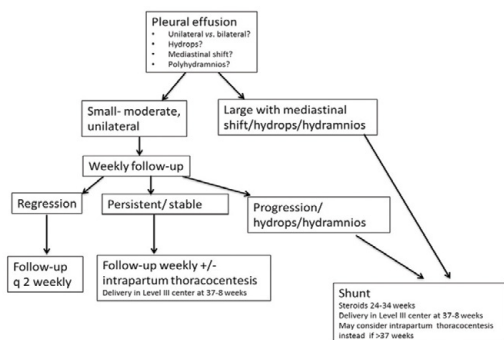 Pleural effusion
• Unilateral vs. bilateral?
• Hydrops?
• Mediastinal shift?
• Polyhydramnios?
Small- moderate,
unilateral
Large with mediastinal
shift/hydrops/hydramnios
Weekly follow-up
Regression
Persistent/ stable
Progression/
hydrops/hydramnios
Follow-up
q 2 weekly
Follow-up weekly +/-
intrapartum thoracocentesis
Delivery in Level III center at 37-8 weeks
Shunt
Steroids 24-34 weeks
Delivery in Level III center at 37-8 weeks
May consider intrapartum thoracocentesis
instead if >37 weeks